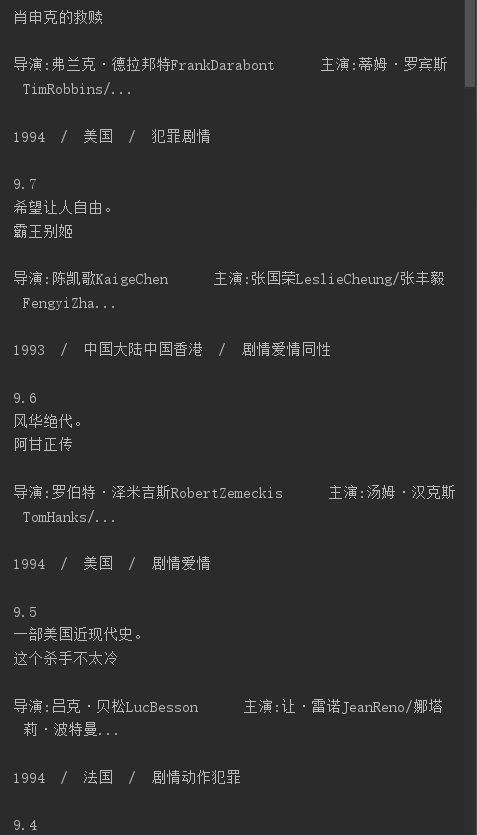 肖申克的救赎
导演:弗兰克·德拉邦特FrankDarabont 主演:蒂姆·罗宾斯
TimRobbins/...
1994 / 美国 / 犯罪剧情
9.7
希望让人自由。
霸王别姬
导演:陈凯歌KaigeChen 主演:张国荣LeslieCheung/张丰毅
FengyiZha...
1993 / 中国大陆中国香港 / 剧情爱情同性
9.6
风华绝代。
阿甘正传
导演:罗伯特·泽米吉斯RobertZemeckis 主演:汤姆·汉克斯
TomHanks/...
1994 / 美国 / 剧情爱情
9.5
一部美国近现代史。
这个杀手不太冷
导演:吕克·贝松LucBesson 主演:让·雷诺JeanReno/娜塔
莉·波特曼...
1994 / 法国 / 剧情动作犯罪
9.4